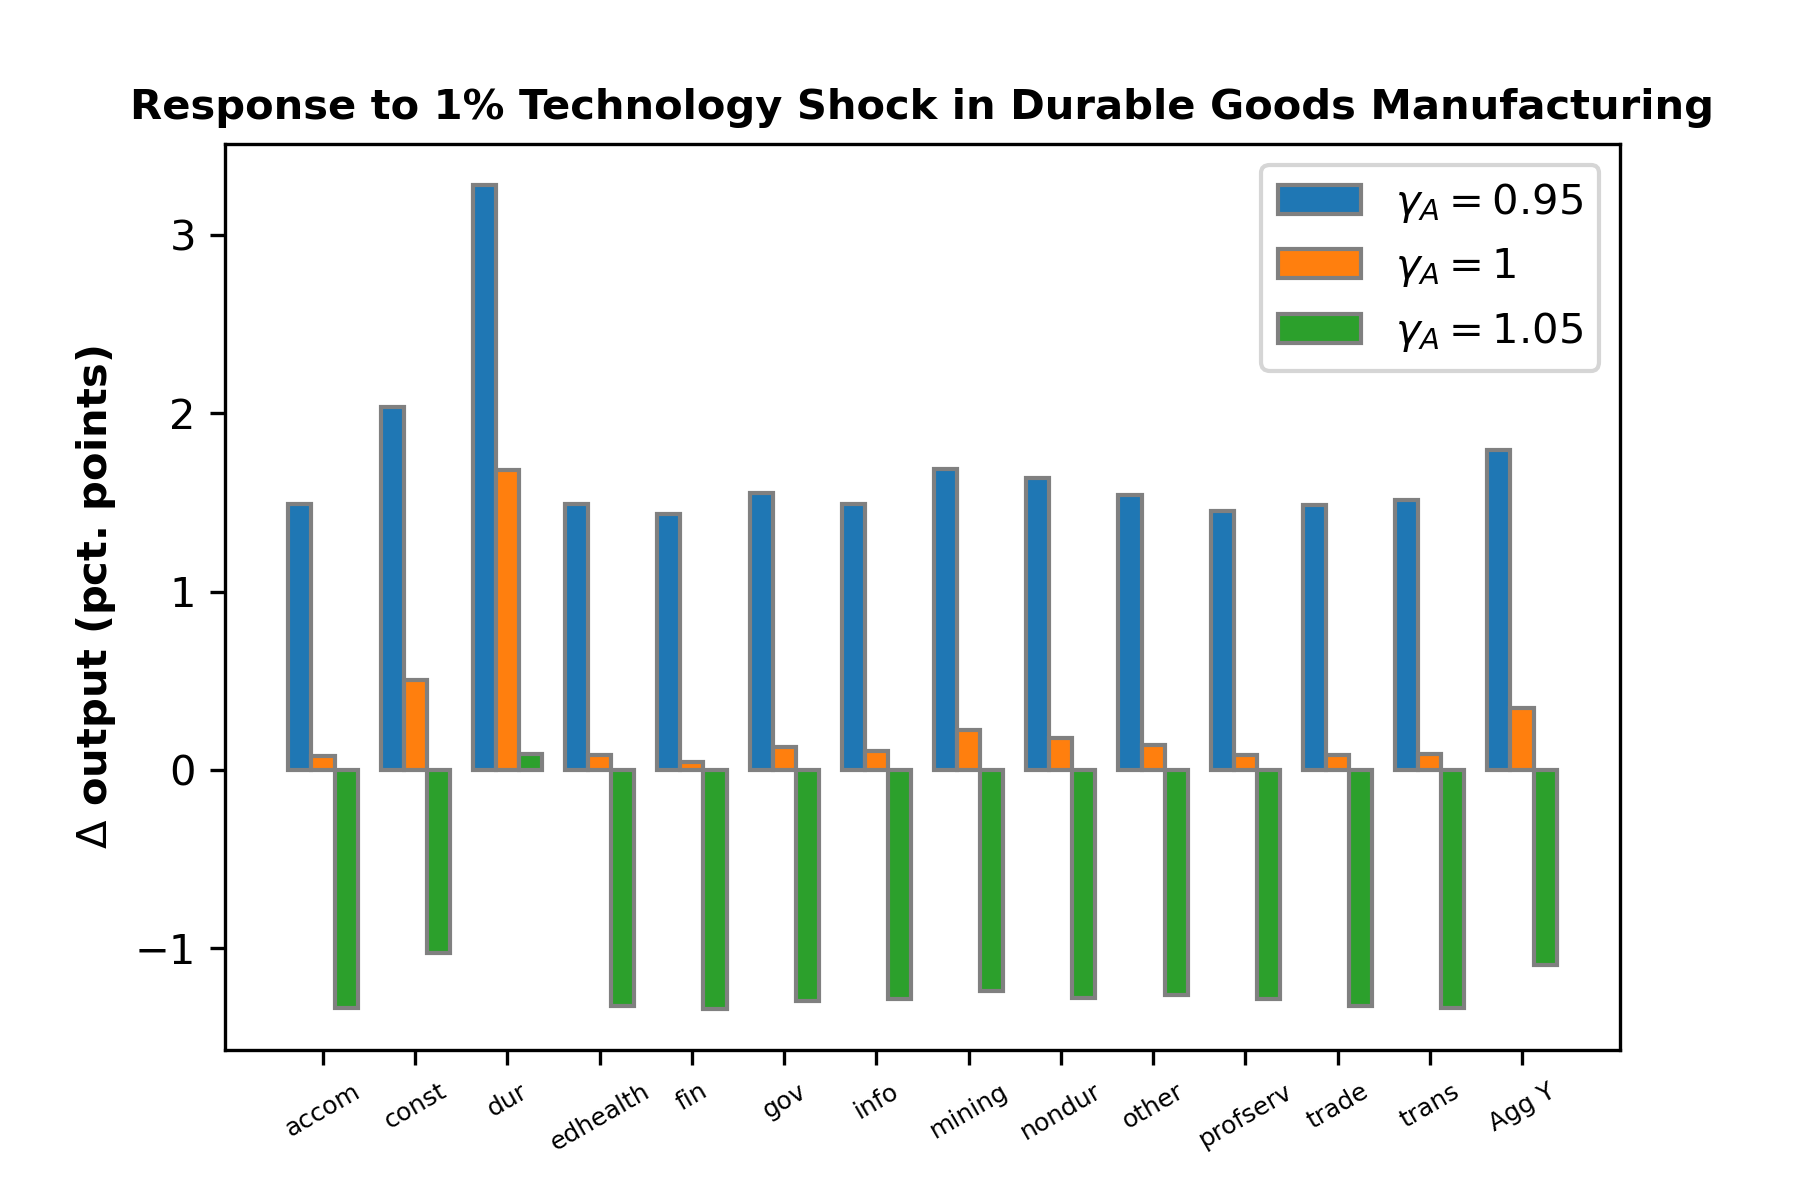 Response to 1% Technology Shock in Durable Goods Manufacturing
γA = 0.95
γA = 1
γA = 1.05
Δ output (pct. points)
3
2
1
0
−1
accom const dur edhealth fin gov info mining nondur other profserv trade trans Agg Y